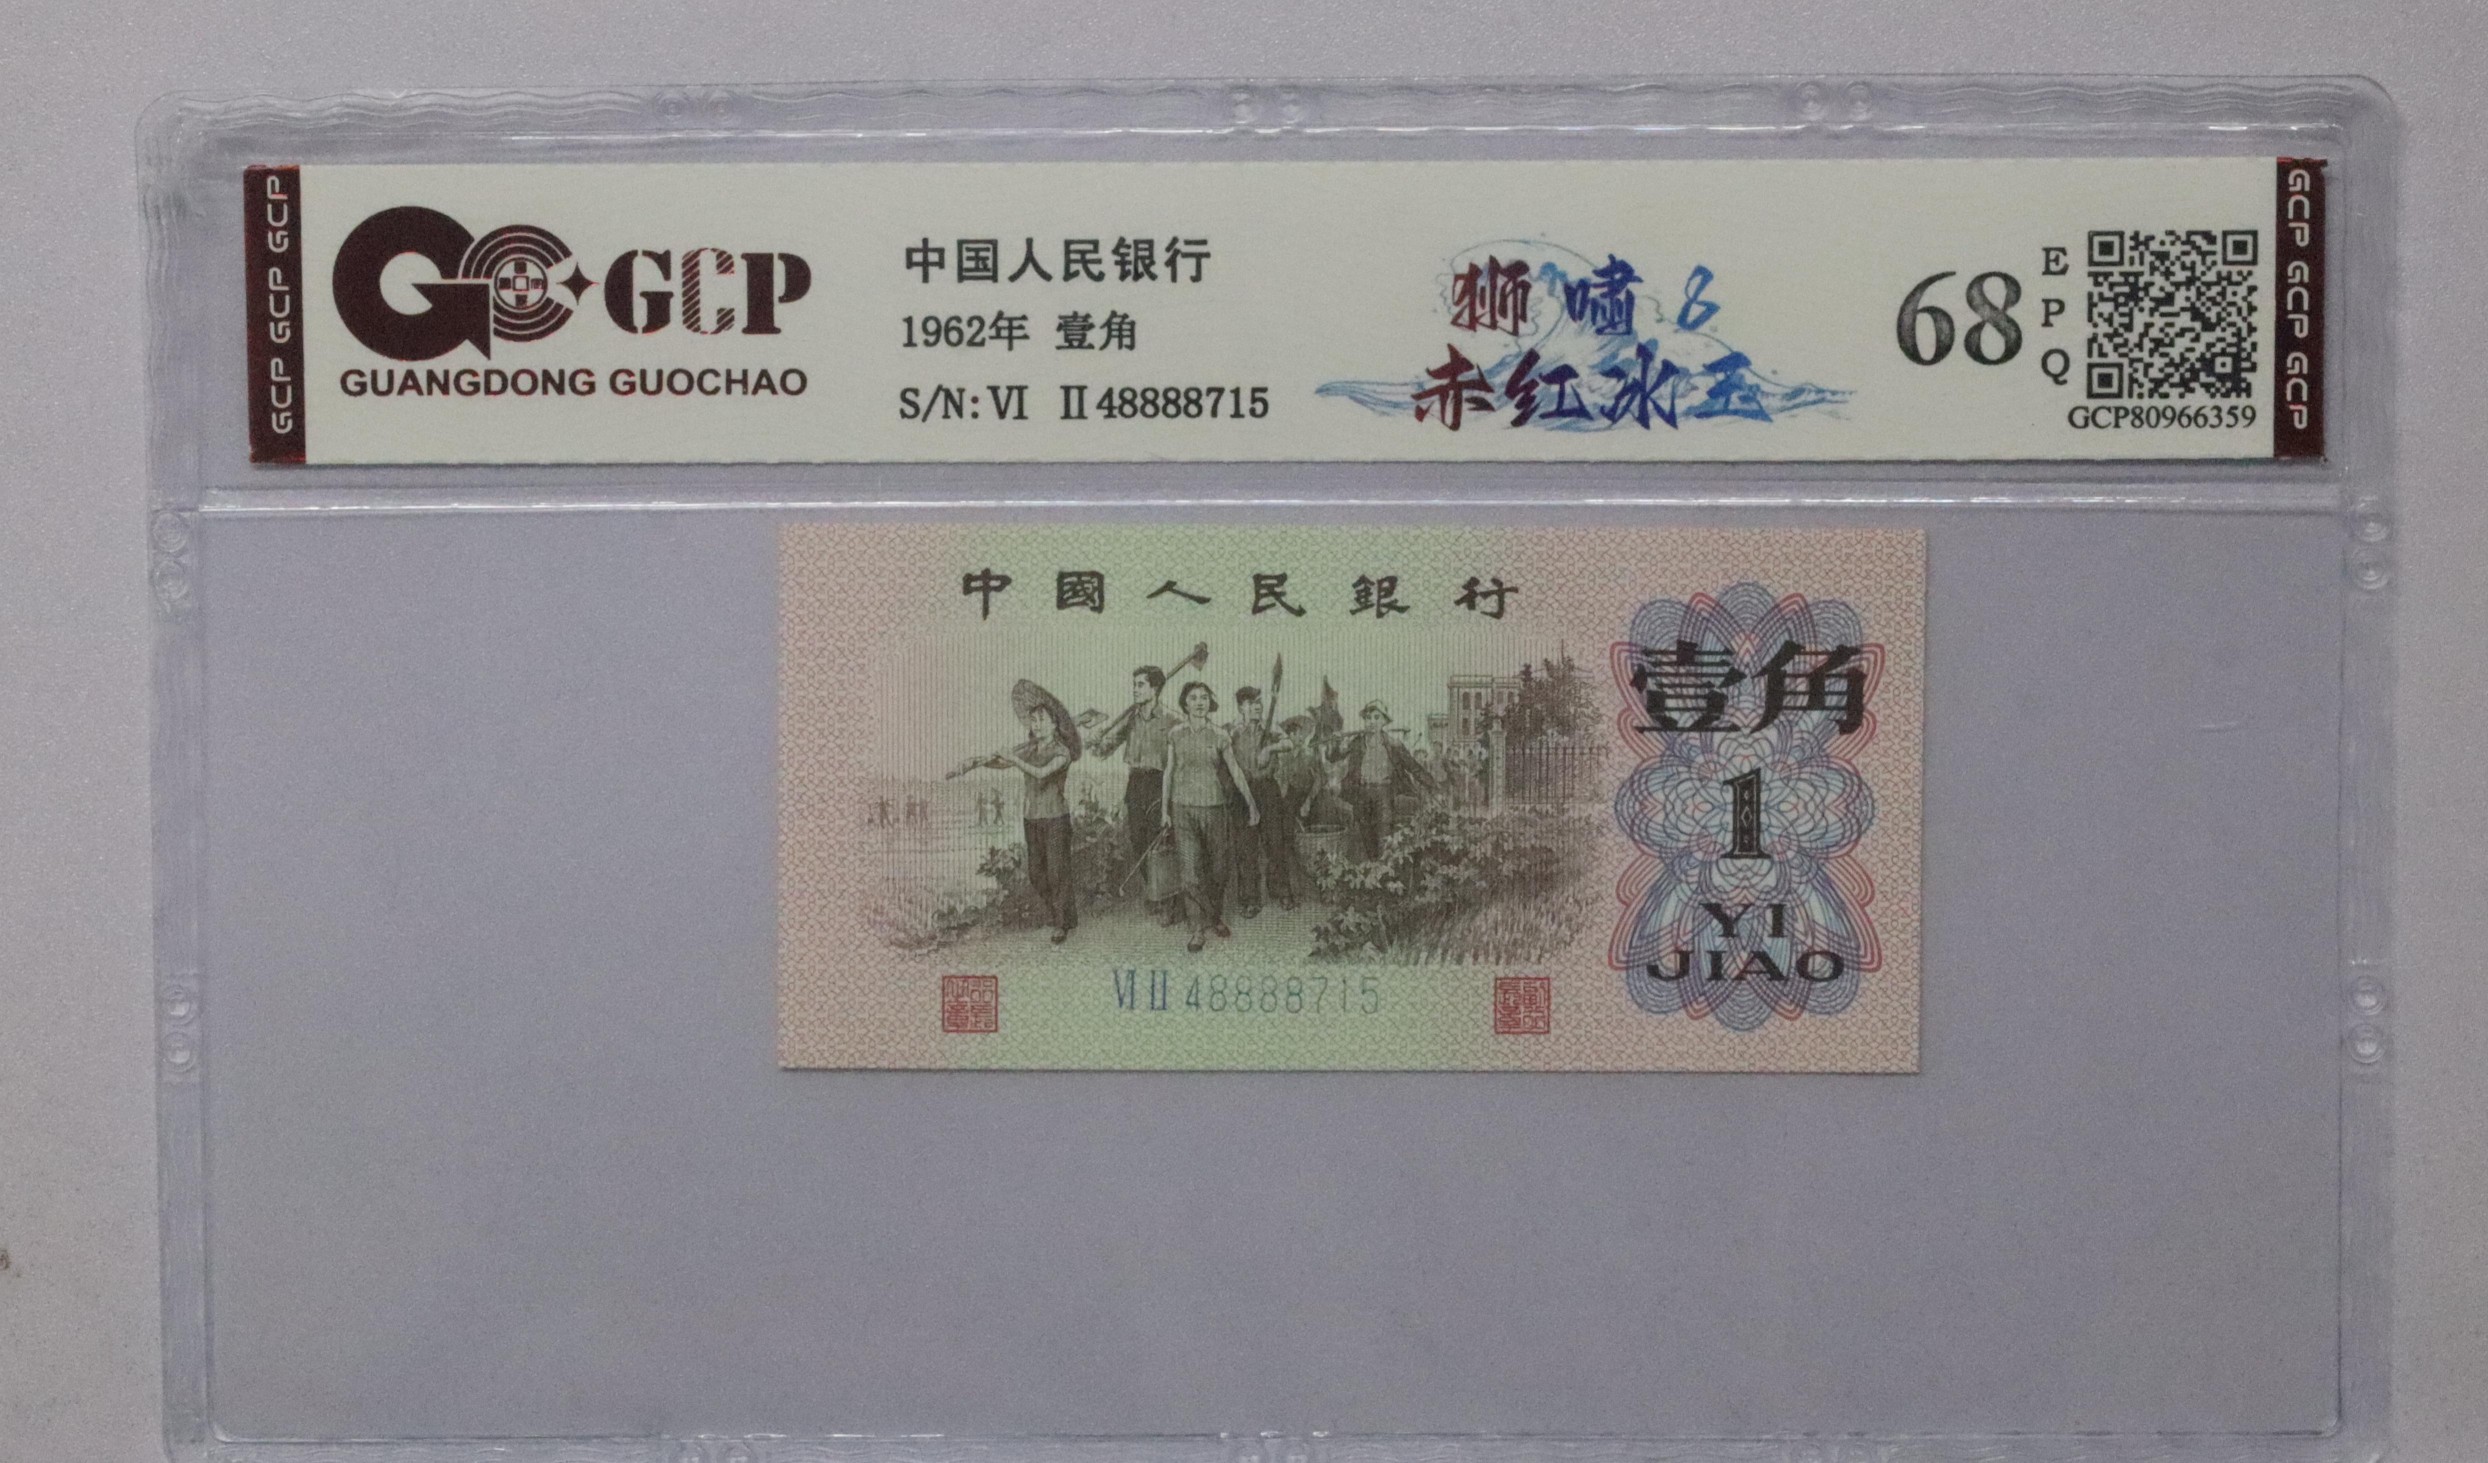 GCP GCP GCP
GCP
GUANGDONG GUOCHAO
中国人民银行
1962年 壹角
S/N: VI II 48888715
狮啸8
赤红冰玉
68
EPQ
GCP80966359
GCP GCP GCP
中國人民銀行
壹角
1
YI
JIAO
VI II 48888715